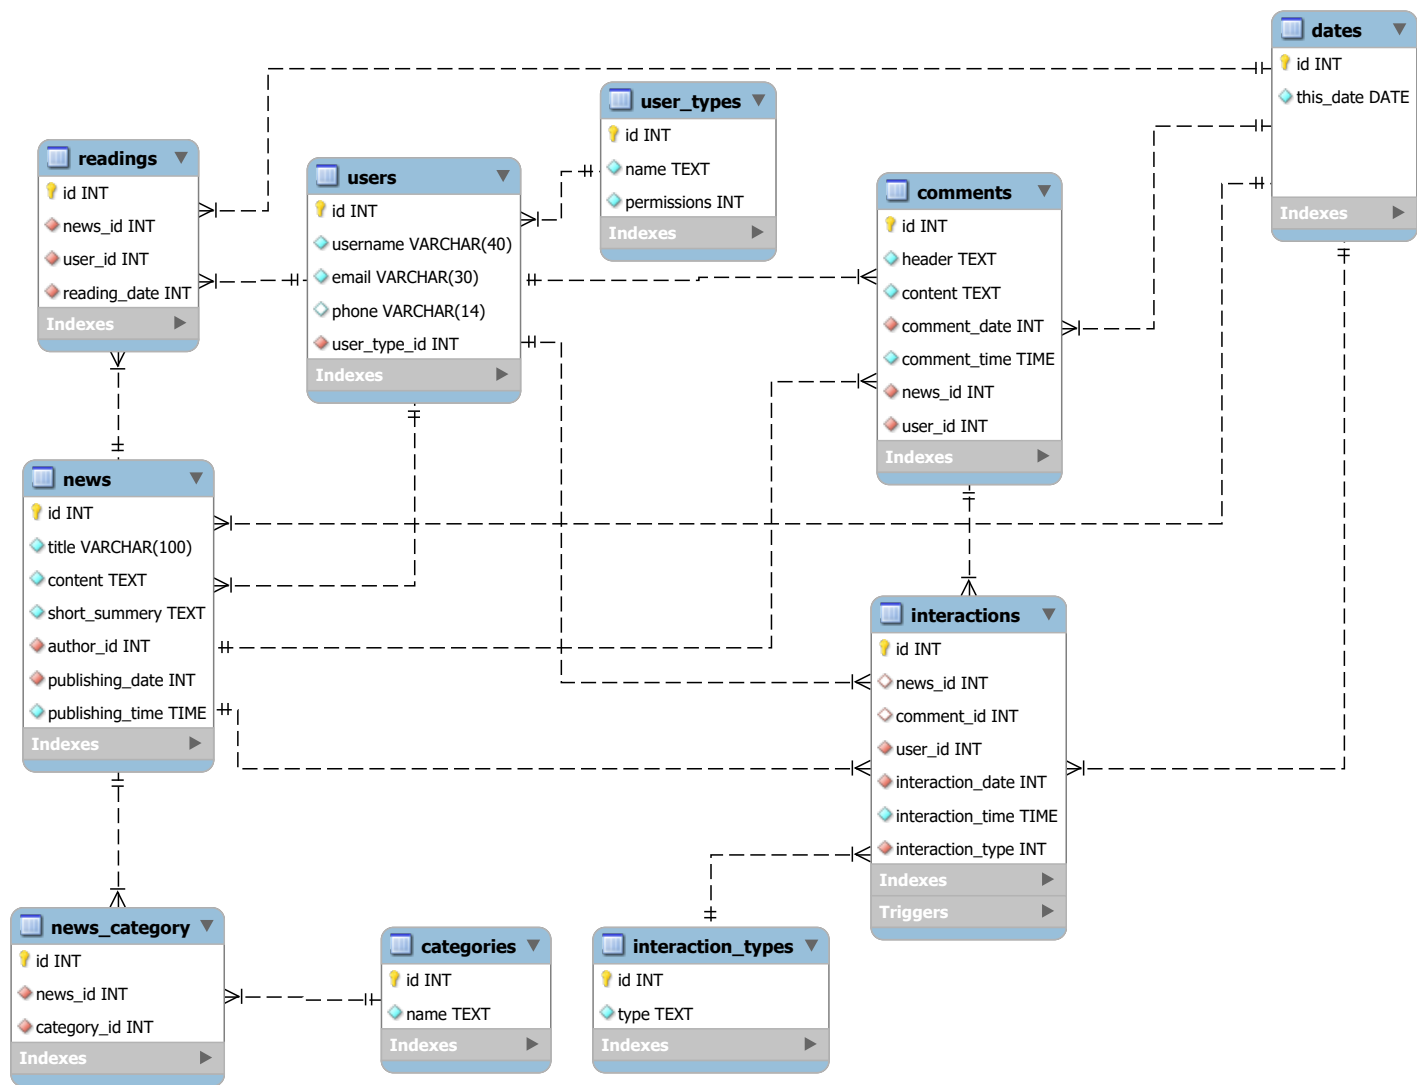 dates
id INT
this_date DATE
Indexes
user_types
id INT
name TEXT
permissions INT
Indexes
readings
id INT
news_id INT
user_id INT
reading_date INT
Indexes
users
id INT
username VARCHAR(40)
email VARCHAR(30)
phone VARCHAR(14)
user_type_id INT
Indexes
comments
id INT
header TEXT
content TEXT
comment_date INT
comment_time TIME
news_id INT
user_id INT
Indexes
news
id INT
title VARCHAR(100)
content TEXT
short_summery TEXT
author_id INT
publishing_date INT
publishing_time TIME
Indexes
interactions
id INT
news_id INT
comment_id INT
user_id INT
interaction_date INT
interaction_time TIME
interaction_type INT
Indexes
Triggers
news_category
id INT
news_id INT
category_id INT
Indexes
categories
id INT
name TEXT
Indexes
interaction_types
id INT
type TEXT
Indexes